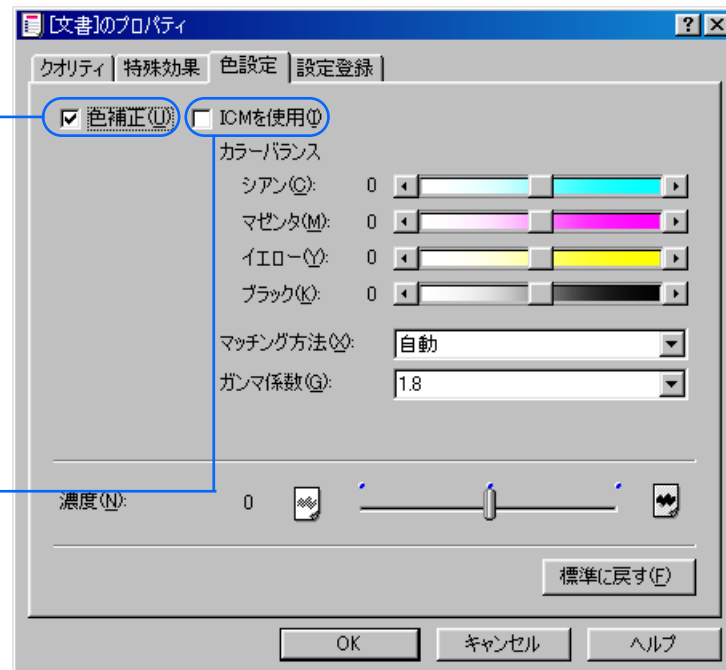 [文書]のプロパティ
クオリティ 特殊効果 色設定 設定登録
色補正(U) ICMを使用(I)
カラーバランス
シアン(C): 0
マゼンタ(M): 0
イエロー(Y): 0
ブラック(K): 0
マッチング方法(X): 自動
ガンマ係数(G): 1.8
濃度(N): 0
標準に戻す(F)
OK キャンセル ヘルプ